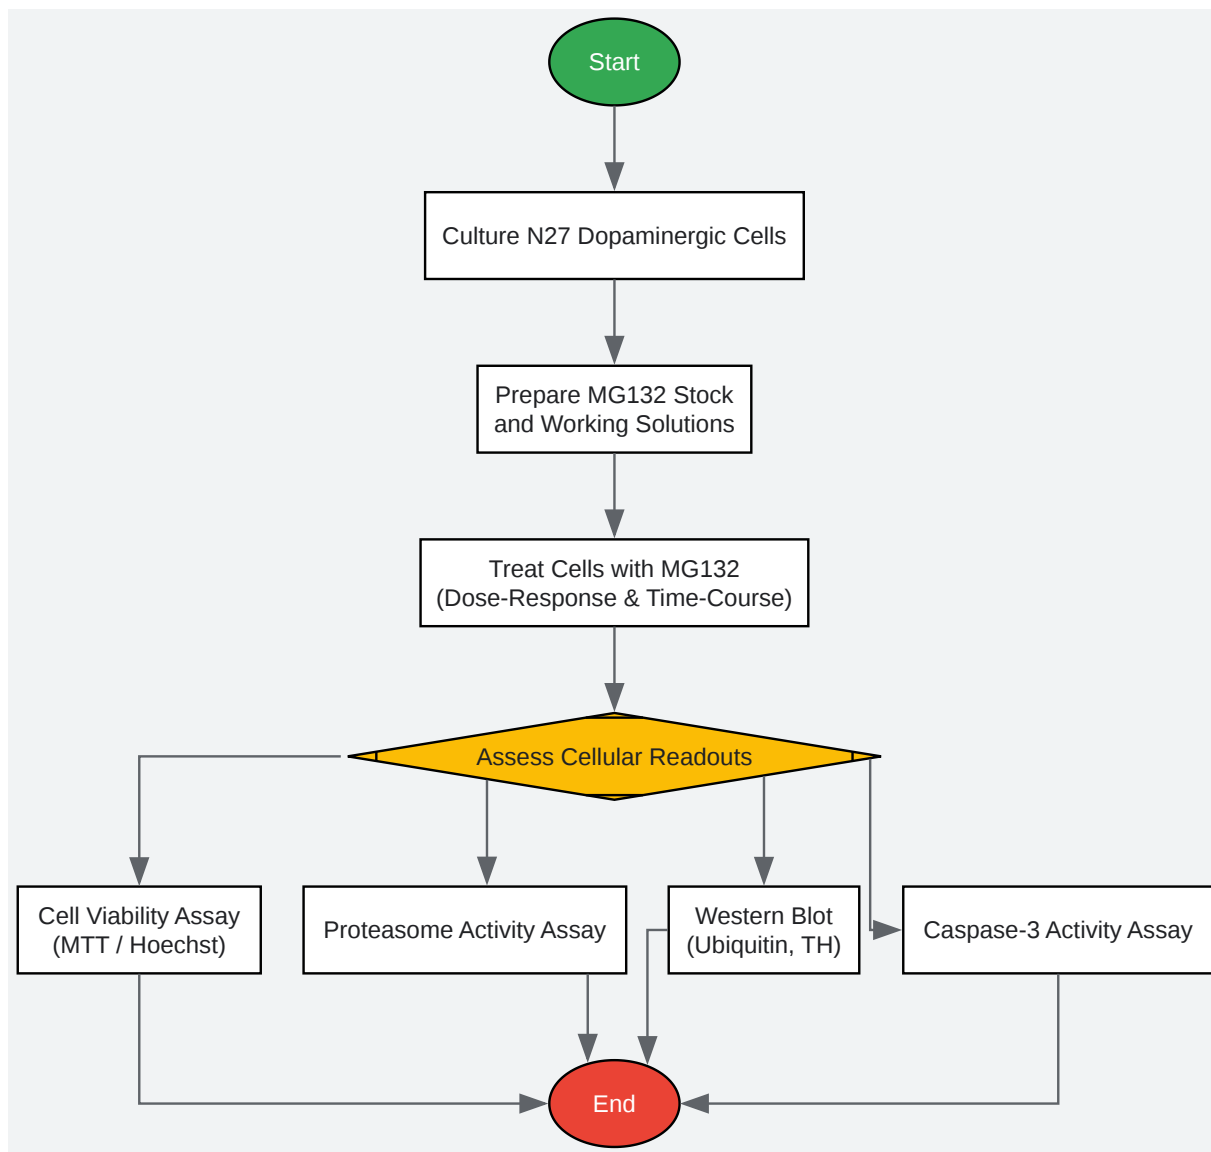 Start
Culture N27 Dopaminergic Cells
Prepare MG132 Stock
and Working Solutions
Treat Cells with MG132
(Dose-Response & Time-Course)
Assess Cellular Readouts
Cell Viability Assay
(MTT / Hoechst)
Proteasome Activity Assay
Western Blot
(Ubiquitin, TH)
Caspase-3 Activity Assay
End